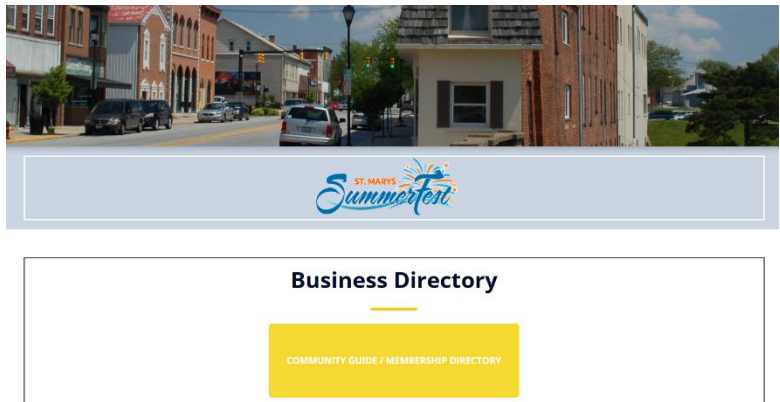 ST. MARYS
SummerFest
Business Directory
COMMUNITY GUIDE / MEMBERSHIP DIRECTORY